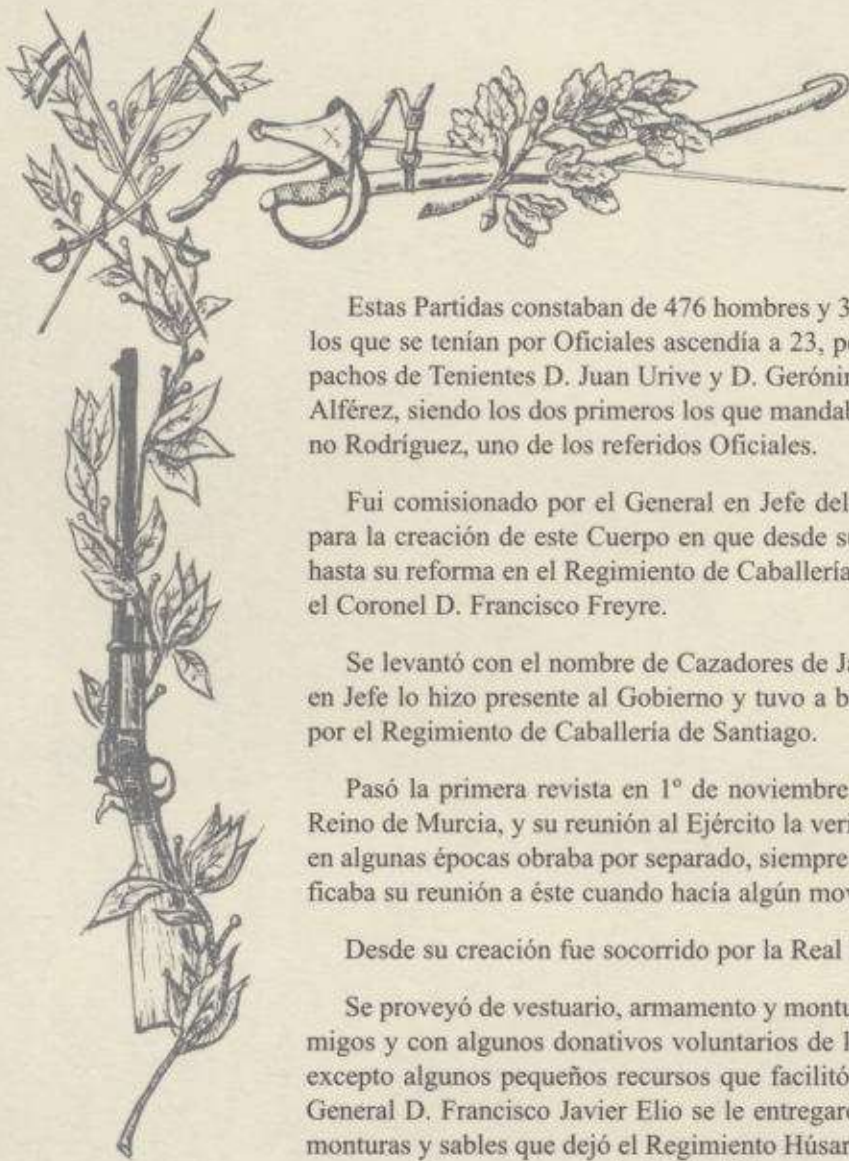 Estas Partidas constaban de 476 hombres y 3
los que se tenían por Oficiales ascendía a 23, pe
pachos de Tenientes D. Juan Urive y D. Gerónir
Alférez, siendo los dos primeros los que mandab
no Rodríguez, uno de los referidos Oficiales.
Fui comisionado por el General en Jefe del
para la creación de este Cuerpo en que desde su
hasta su reforma en el Regimiento de Caballería
el Coronel D. Francisco Freyre.
Se levantó con el nombre de Cazadores de Ja
en Jefe lo hizo presente al Gobierno y tuvo a b
por el Regimiento de Caballería de Santiago.
Pasó la primera revista en 1º de noviembre
Reino de Murcia, y su reunión al Ejército la veri
en algunas épocas obraba por separado, siempre
ficaba su reunión a éste cuando hacía algún mov
Desde su creación fue socorrido por la Real
Se proveyó de vestuario, armamento y montu
migos y con algunos donativos voluntarios de l
excepto algunos pequeños recursos que facilitó
General D. Francisco Javier Elio se le entregaro
monturas y sables que dejó el Regimiento Húsar